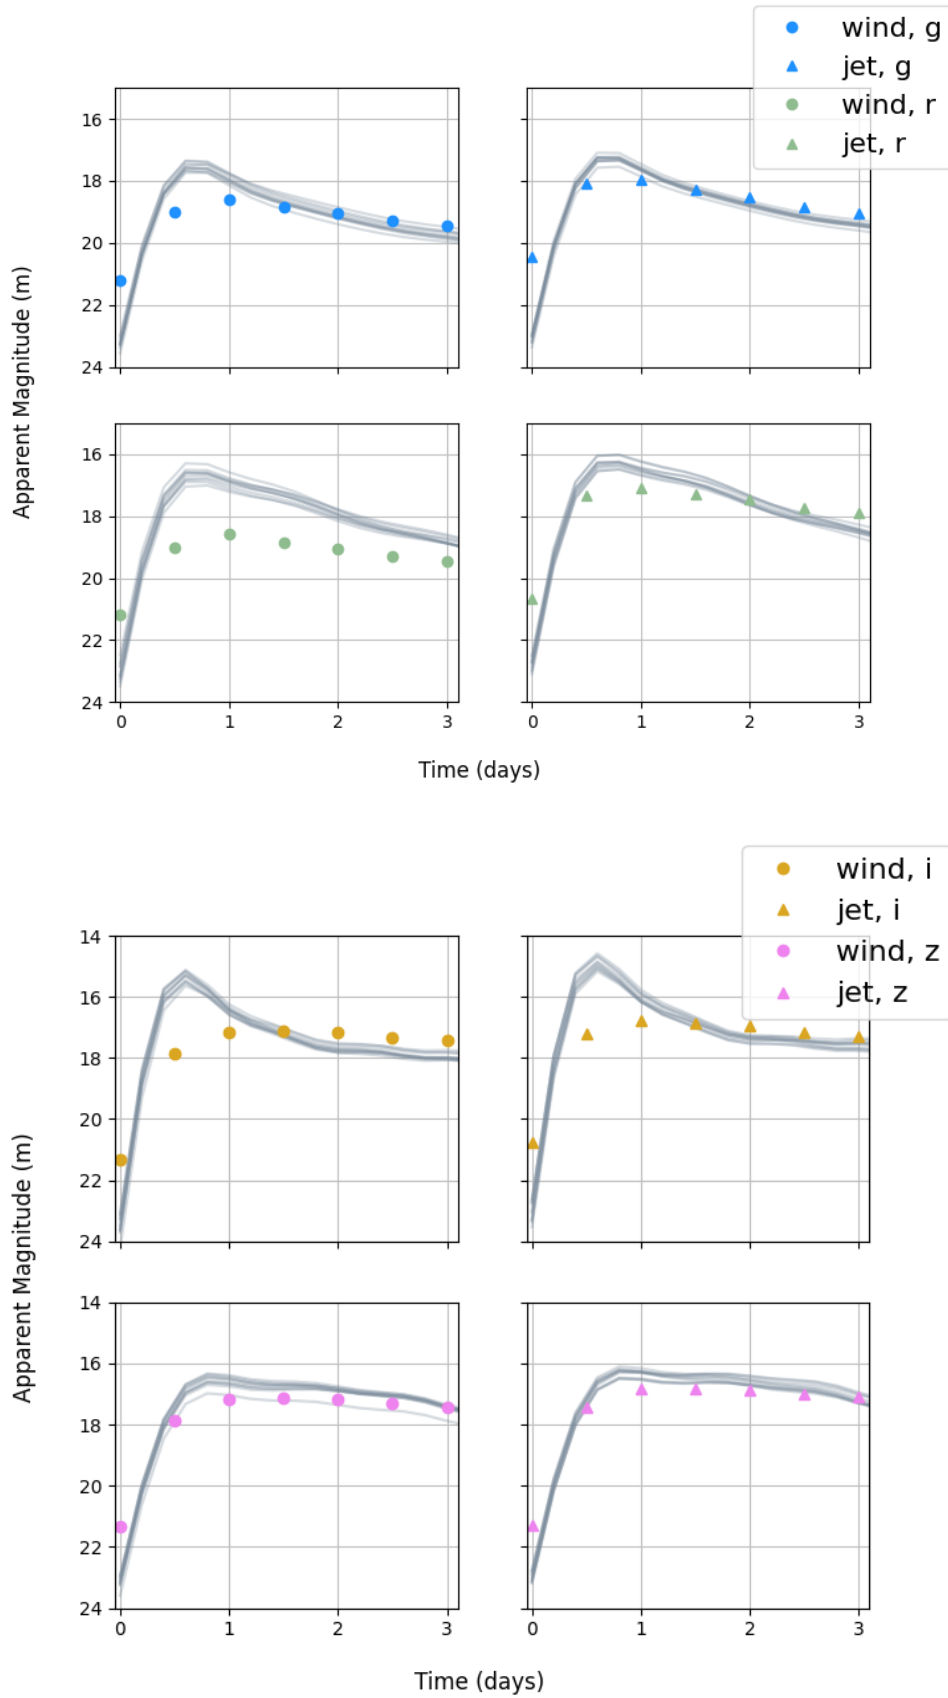 wind, g
jet, g
wind, r
jet, r
16
18
20
22
24
Apparent Magnitude (m)
16
18
20
22
24
0 1 2 3 0 1 2 3
Time (days)
wind, i
jet, i
wind, z
jet, z
14
16
18
20
22
24
Apparent Magnitude (m)
14
16
18
20
22
24
0 1 2 3 0 1 2 3
Time (days)